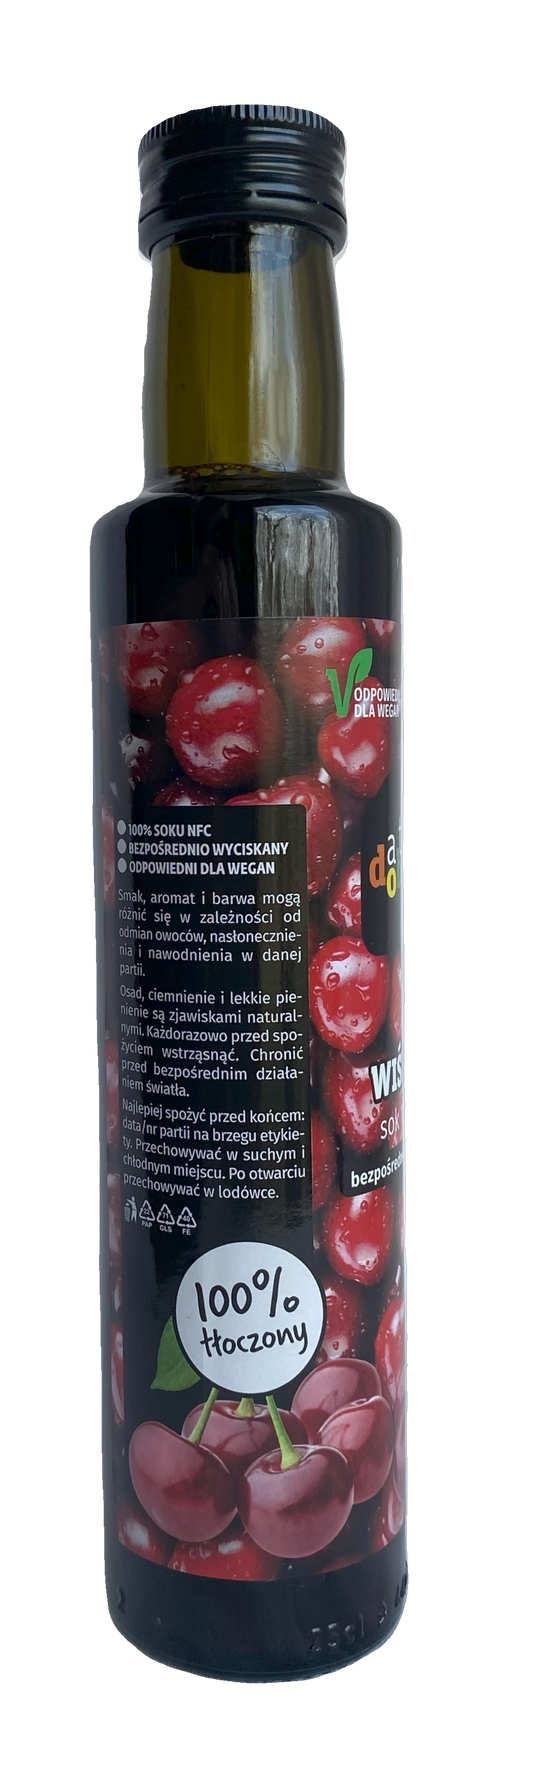 ODPOWIEDNI
DLA WEGAN
100% SOKU NFC
BEZPOŚREDNIO WYCISKANY
ODPOWIEDNI DLA WEGAN
Smak, aromat i barwa mogą
różnić się w zależności od
odmian owoców, nasłonecznie-
nia i nawodnienia w danej
partii.
Osad, ciemnienie i lekkie pie-
nienie są zjawiskami natural-
nymi. Każdorazowo przed spo-
życiem wstrząsnąć. Chronić
przed bezpośrednim działa-
niem światła.
Najlepiej spożyć przed końcem:
data/nr partii na brzegu etykie-
ty. Przechowywać w suchym i
chłodnym miejscu. Po otwarciu
przechowywać w lodówce.
PAP
GLS
FE
WIŚ
sok
bezpośred
100%
tłoczony
25cl